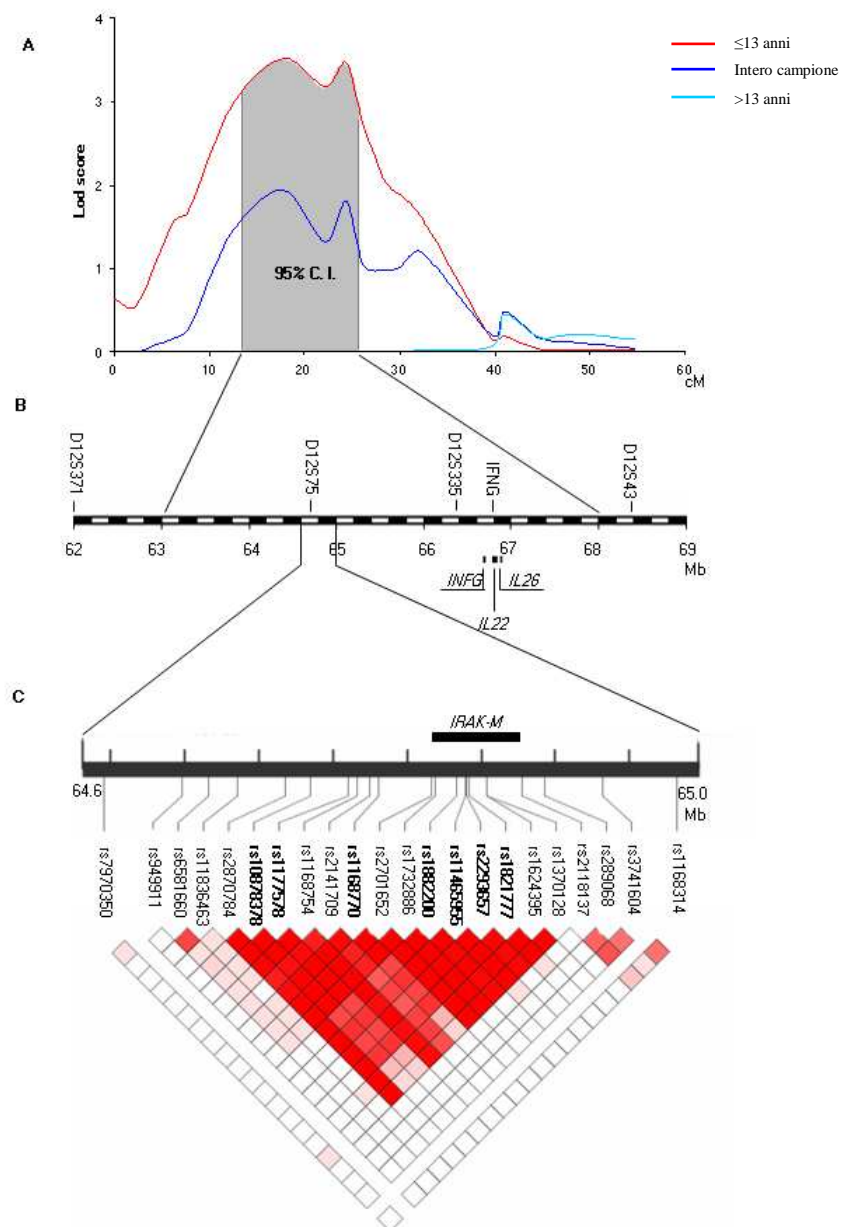 A
Lod score
4
3
2
1
0
0 10 20 30 40 50 60
cM
95% C. I.
≤13 anni
Intero campione
>13 anni
B
D12S371
D12S75
D12S335
IFNG
D12S43
62 63 64 65 66 67 68 69
Mb
INFG
IL26
IL22
C
IRAK-M
64.6
65.0
Mb
rs7970350
rs949911
rs6581660
rs11836463
rs2870784
rs10878378
rs1177578
rs1168754
rs2141709
rs1168770
rs2701652
rs1732886
rs1882200
rs11465955
rs2293657
rs1821777
rs1624395
rs1370128
rs2118137
rs289068
rs3741604
rs1168314